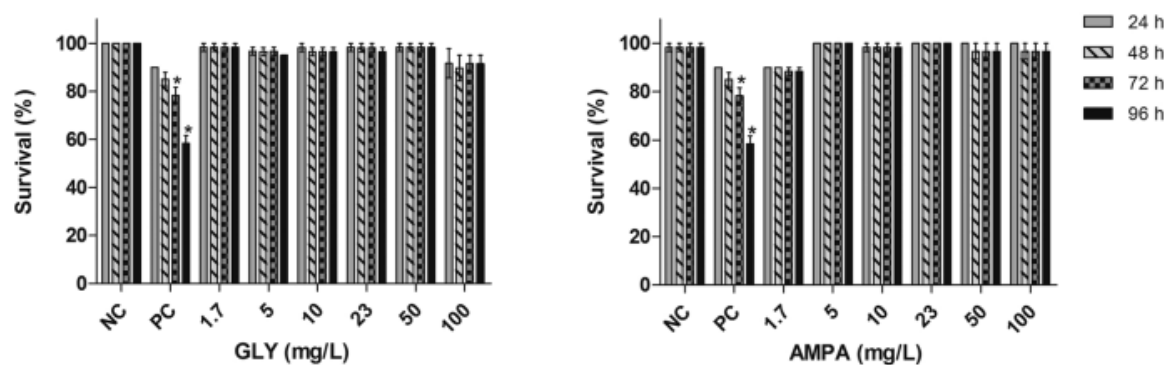 Survival (%)
100
80
60
40
20
0
* *
NC PC 1.7 5 10 23 50 100
GLY (mg/L)
Survival (%)
100
80
60
40
20
0
* *
NC PC 1.7 5 10 23 50 100
AMPA (mg/L)
24 h
48 h
72 h
96 h